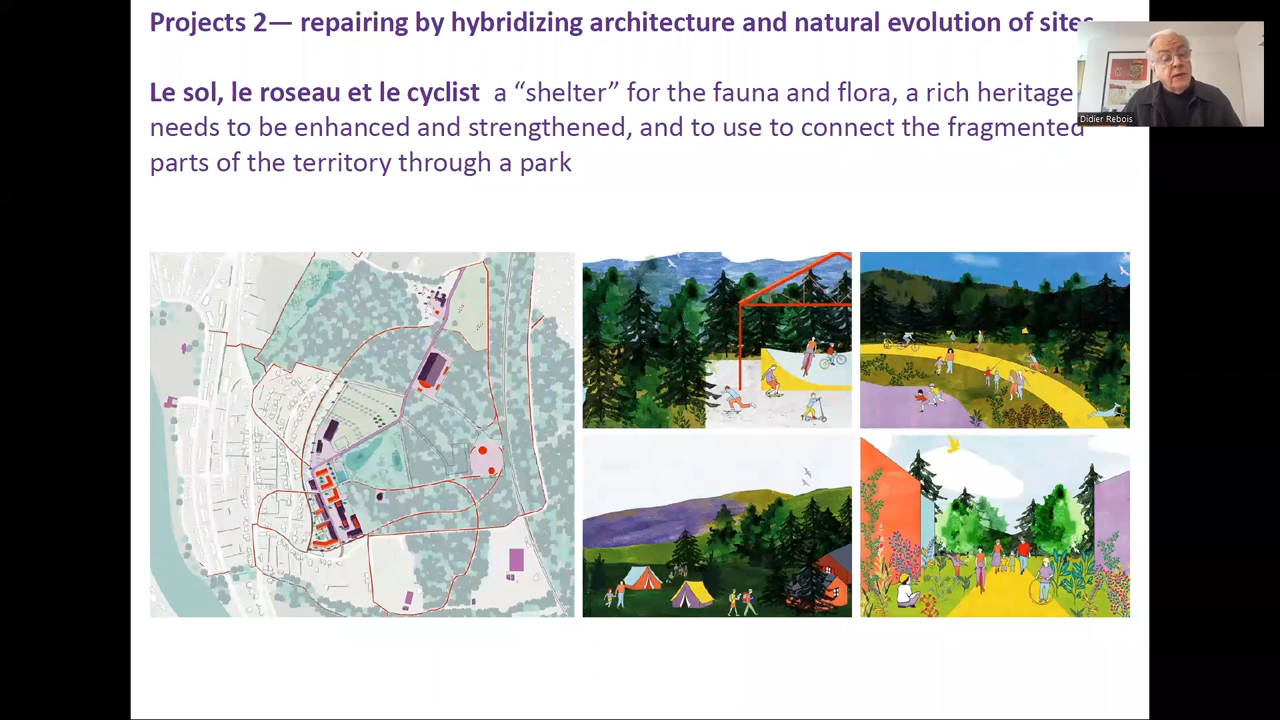 Projects 2— repairing by hybridizing architecture and natural evolution of sites
Le sol, le roseau et le cyclist a “shelter” for the fauna and flora, a rich heritage
needs to be enhanced and strengthened, and to use to connect the fragmented
parts of the territory through a park
Didier Rebois